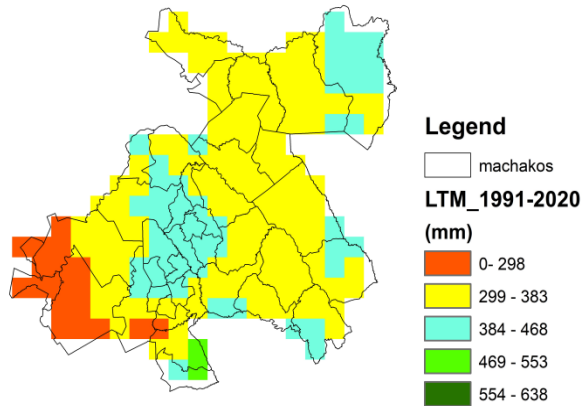 Legend
machakos
LTM_1991-2020
(mm)
0- 298
299 - 383
384 - 468
469 - 553
554 - 638